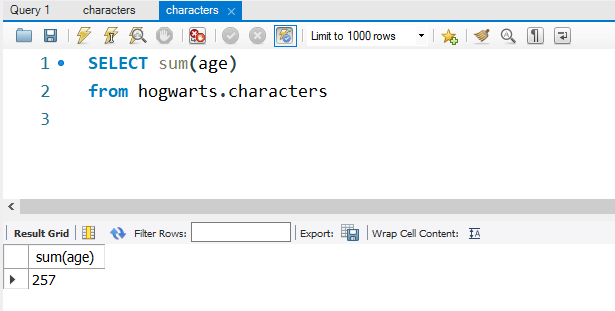 Query 1 characters characters ×
Limit to 1000 rows
1 SELECT sum(age)
2 from hogwarts.characters
3
Result Grid Filter Rows: Export: Wrap Cell Content: IA
sum(age)
257